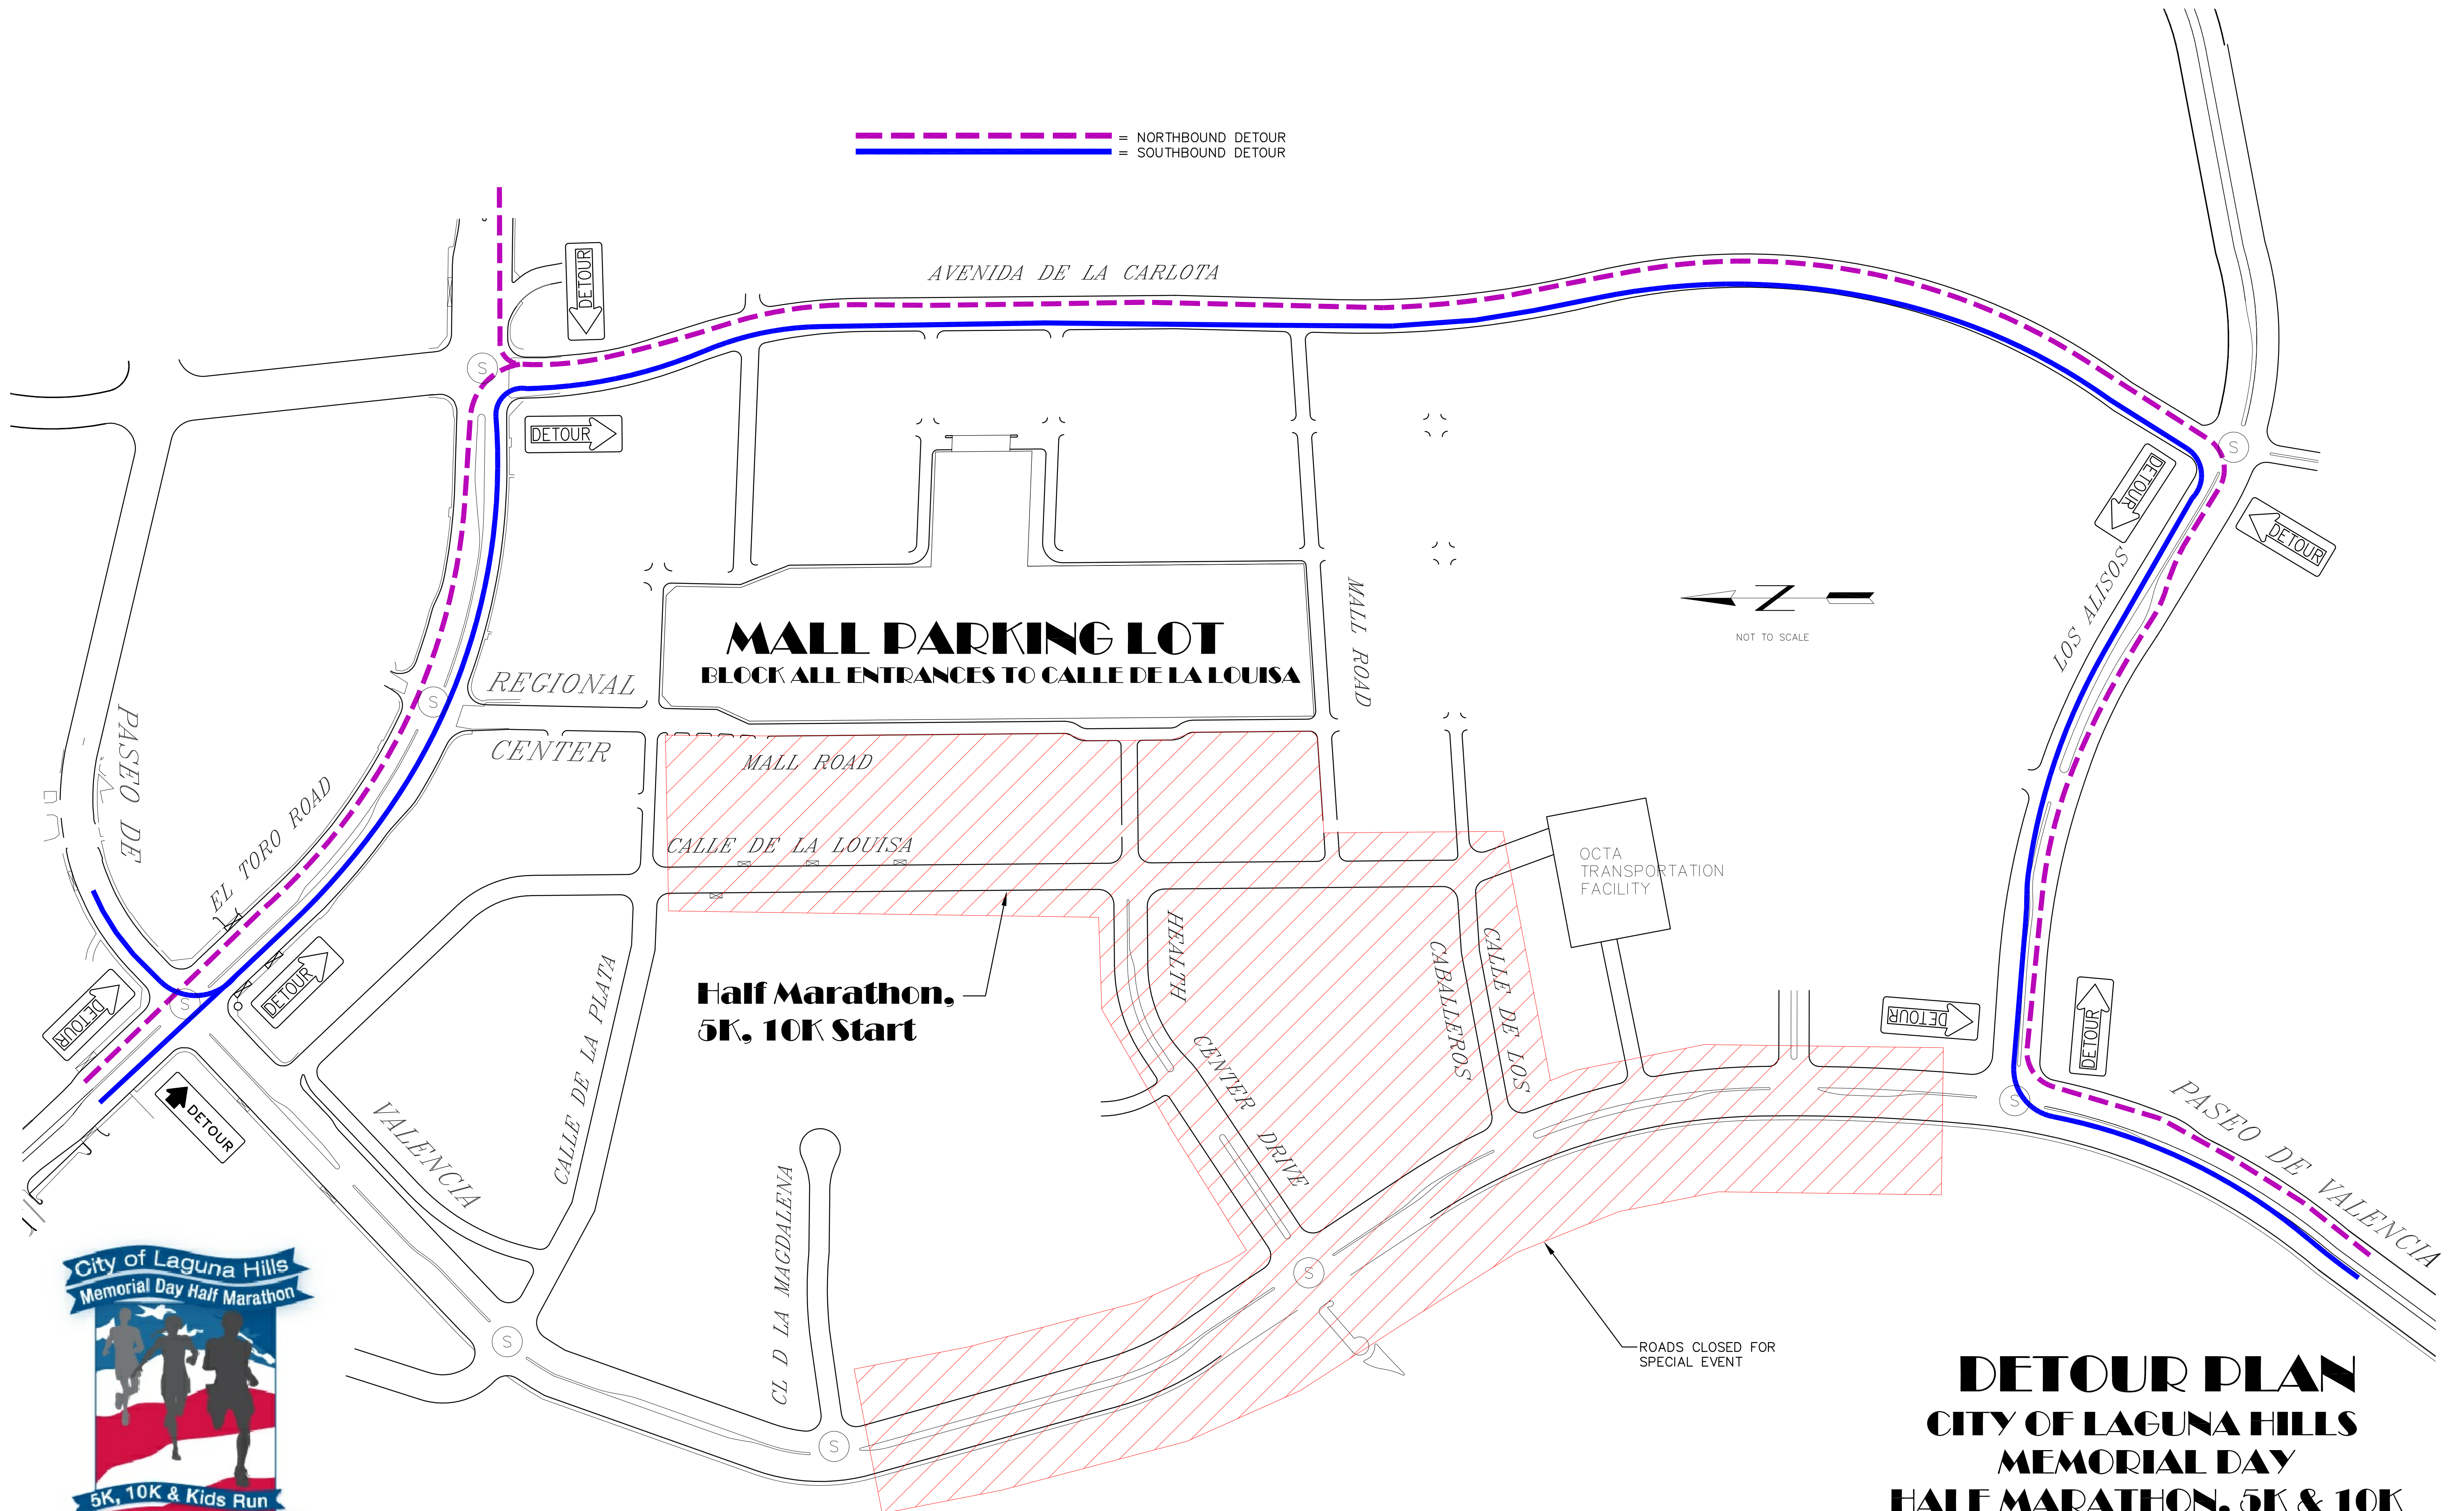 = NORTHBOUND DETOUR
= SOUTHBOUND DETOUR
AVENIDA DE LA CARLOTA
DETOUR
DETOUR
DETOUR
DETOUR
LOS ALISOS
N
NOT TO SCALE
MALL PARKING LOT
BLOCK ALL ENTRANCES TO CALLE DE LA LOUISA
MALL ROAD
REGIONAL
CENTER
PASEO DE
EL TORO ROAD
MALL ROAD
CALLE DE LA LOUISA
OCTA
TRANSPORTATION
FACILITY
HEALTH
CENTER
DRIVE
CABALLEROS
CALLE DE LOS
Half Marathon,
5K, 10K Start
DETOUR
DETOUR
DETOUR
DETOUR
DETOUR
VALENCIA
CALLE DE LA PLATA
CL D LA MAGDALENA
PASEO DE VALENCIA
S
S
S
S
S
S
S
S
ROADS CLOSED FOR
SPECIAL EVENT
City of Laguna Hills
Memorial Day Half Marathon
5K, 10K & Kids Run
DETOUR PLAN
CITY OF LAGUNA HILLS
MEMORIAL DAY
HALF MARATHON, 5K & 10K